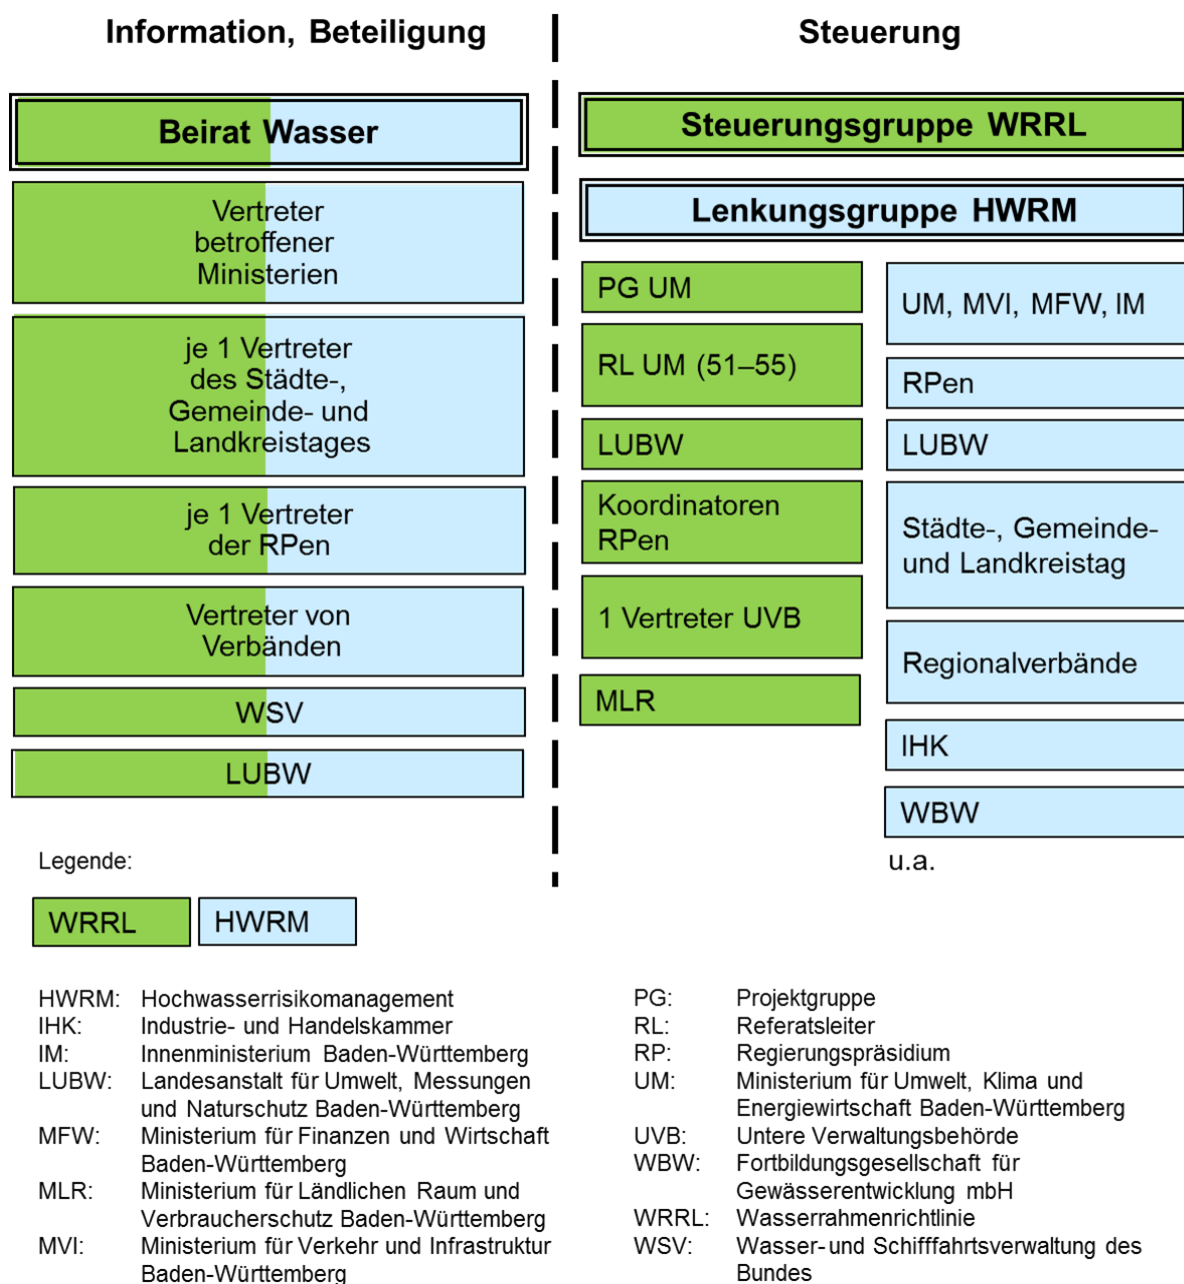 Information, Beteiligung
Beirat Wasser
Vertreter
betroffener
Ministerien
je 1 Vertreter
des Städte-,
Gemeinde- und
Landkreistages
je 1 Vertreter
der RPen
Vertreter von
Verbänden
WSV
LUBW
Steuerung
Steuerungsgruppe WRRL
Lenkungsgruppe HWRM
PG UM
RL UM (51–55)
LUBW
Koordinatoren
RPen
1 Vertreter UVB
MLR
UM, MVI, MFW, IM
RPen
LUBW
Städte-, Gemeinde-
und Landkreistag
Regionalverbände
IHK
WBW
u.a.
Legende:
WRRL
HWRM
HWRM: Hochwasserrisikomanagement
IHK: Industrie- und Handelskammer
IM: Innenministerium Baden-Württemberg
LUBW: Landesanstalt für Umwelt, Messungen
und Naturschutz Baden-Württemberg
MFW: Ministerium für Finanzen und Wirtschaft
Baden-Württemberg
MLR: Ministerium für Ländlichen Raum und
Verbraucherschutz Baden-Württemberg
MVI: Ministerium für Verkehr und Infrastruktur
Baden-Württemberg
PG: Projektgruppe
RL: Referatsleiter
RP: Regierungspräsidium
UM: Ministerium für Umwelt, Klima und
Energiewirtschaft Baden-Württemberg
UVB: Untere Verwaltungsbehörde
WBW: Fortbildungsgesellschaft für
Gewässerentwicklung mbH
WRRL: Wasserrahmenrichtlinie
WSV: Wasser-und Schifffahrtsverwaltung des
Bundes